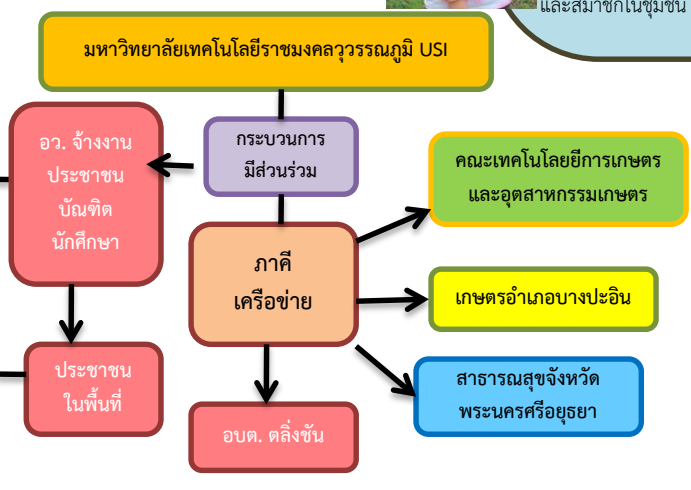 และสมาชิกในชุมชน
มหาวิทยาลัยเทคโนโลยีราชมงคลวุวรรณภูมิ USI
อว. จ้างงาน
ประชาชน
บัณฑิต
นักศึกษา
กระบวนการ
มีส่วนร่วม
คณะเทคโนโลยยีการเกษตร
และอุตสาหกรรมเกษตร
ภาคี
เครือข่าย
เกษตรอำเภอบางปะอิน
ประชาชน
ในพื้นที่
สาธารณสุขจังหวัด
พระนครศรีอยุธยา
อบต. ตลิ่งชัน